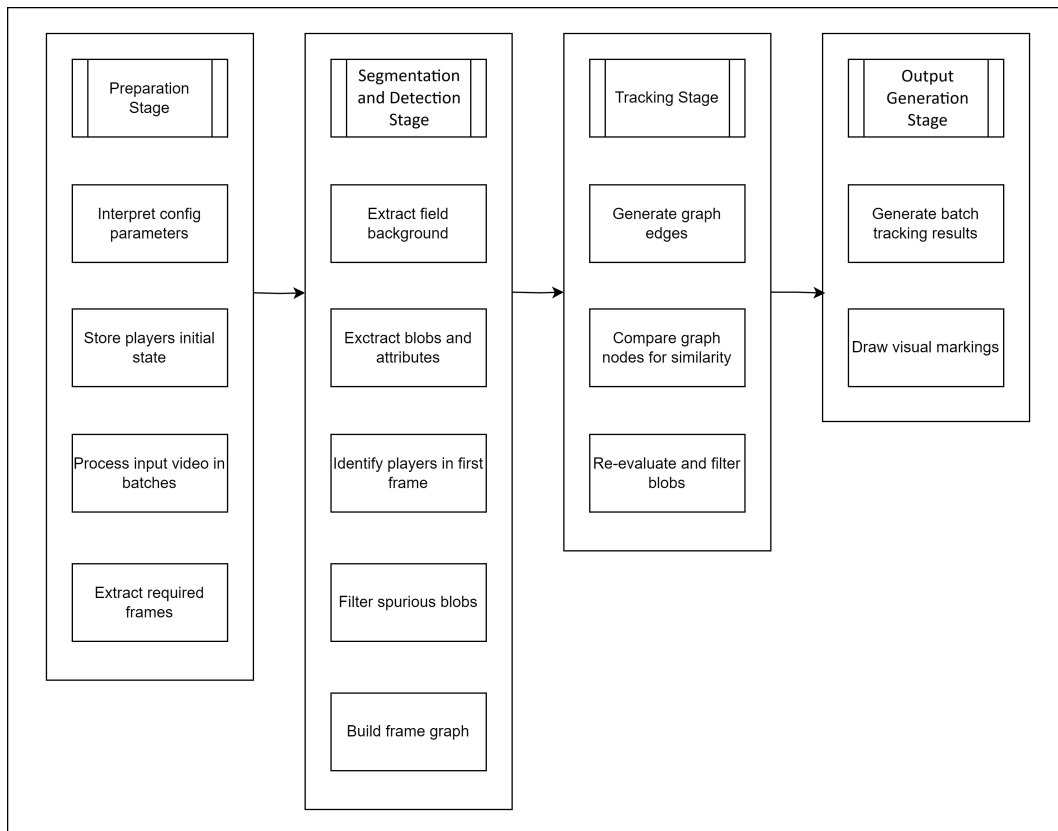 Preparation
Stage
Interpret config
parameters
Store players initial
state
Process input video in
batches
Extract required
frames
Segmentation
and Detection
Stage
Extract field
background
Exctract blobs and
attributes
Identify players in first
frame
Filter spurious blobs
Build frame graph
Tracking Stage
Generate graph
edges
Compare graph
nodes for similarity
Re-evaluate and filter
blobs
Output
Generation
Stage
Generate batch
tracking results
Draw visual markings